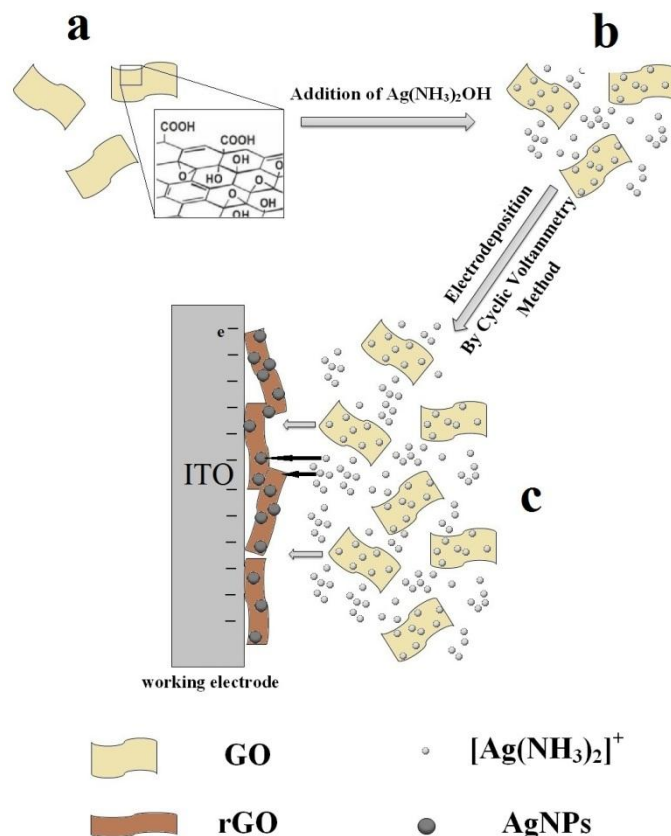 a
b
Addition of Ag(NH₃)₂OH
COOH
COOH
OH
O
HO
OH
O
O
OH
OH
Electrodeposition
By Cyclic Voltammetry
Method
e
ITO
c
working electrode
GO
[Ag(NH₃)₂]⁺
rGO
AgNPs